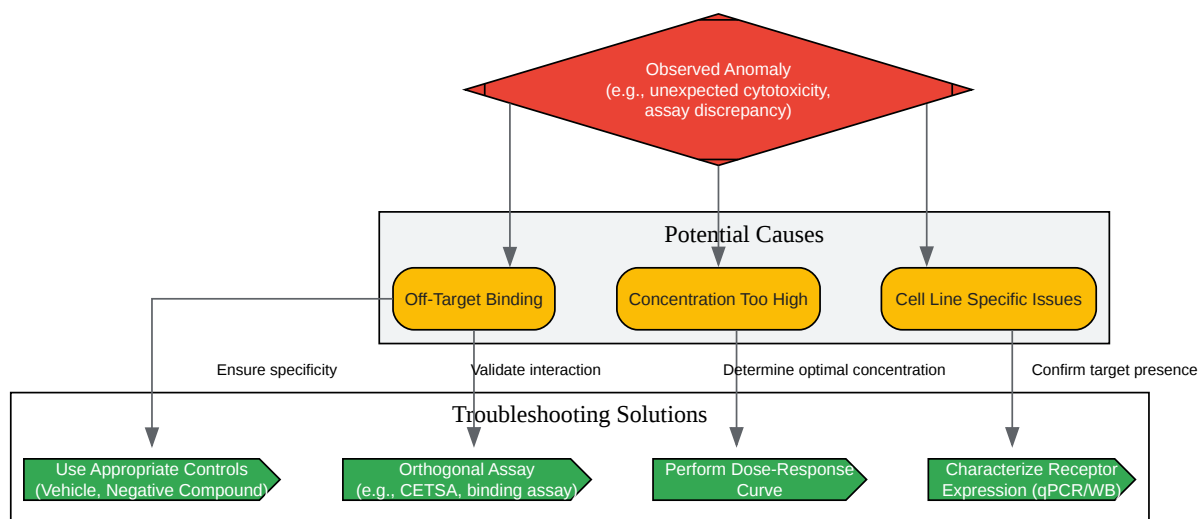 Observed Anomaly
(e.g., unexpected cytotoxicity,
assay discrepancy)
Potential Causes
Off-Target Binding
Concentration Too High
Cell Line Specific Issues
Ensure specificity
Validate interaction
Determine optimal concentration
Confirm target presence
Troubleshooting Solutions
Use Appropriate Controls
(Vehicle, Negative Compound)
Orthogonal Assay
(e.g., CETSA, binding assay)
Perform Dose-Response
Curve
Characterize Receptor
Expression (qPCR/WB)